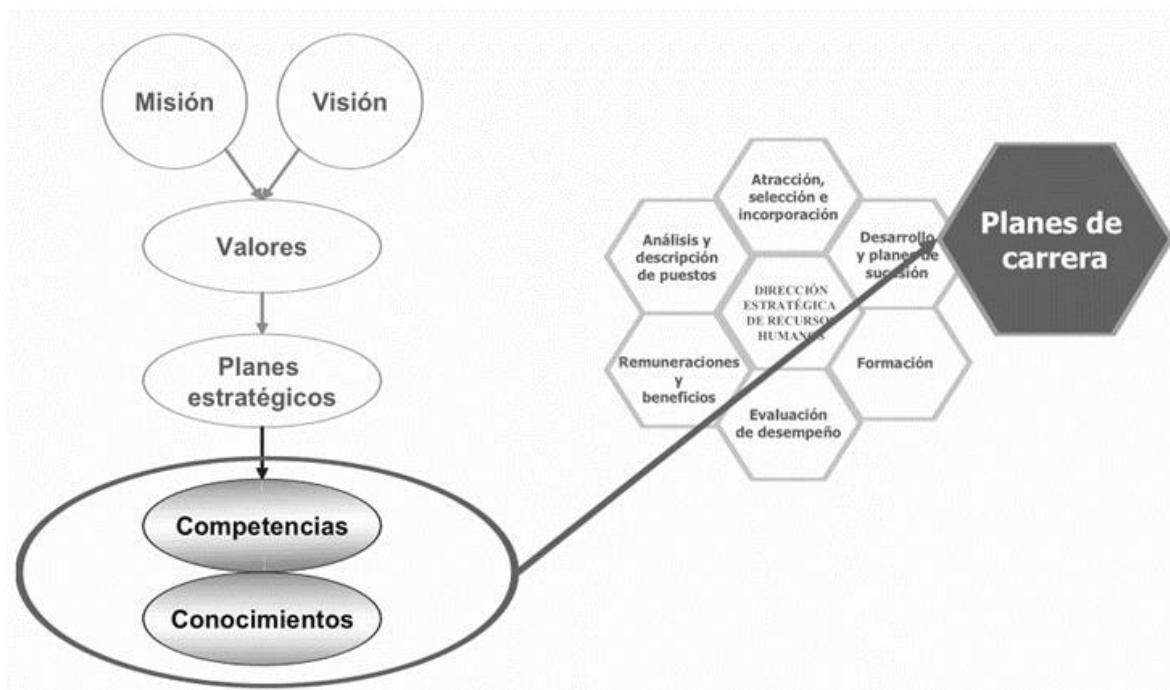 Misión
Visión
Valores
Planes
estratégicos
Competencias
Conocimientos
Atracción,
selección e
incorporación
Análisis y
descripción
de puestos
Desarrollo
y planes de
sucesión
DIRECCIÓN
ESTRATÉGICA
DE RECURSOS
HUMANOS
Remuneraciones
y
beneficios
Formación
Evaluación
de desempeño
Planes de
carrera